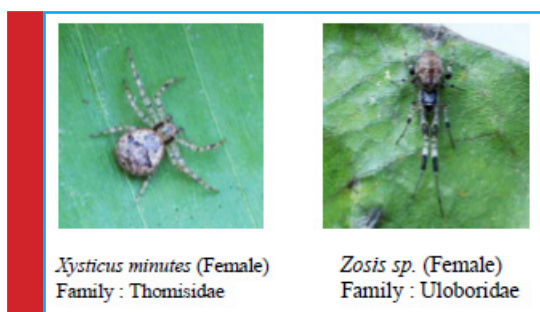 Xysticus minutes (Female)
Family : Thomisidae
Zosis sp. (Female)
Family : Uloboridae